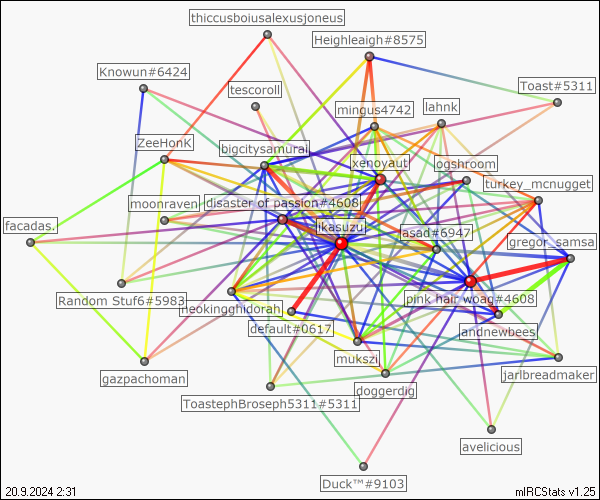 thiccusboiusalexusjoneus
Heighleaigh#8575
Knowun#6424
Toast#5311
tescoroll
mingus4742
lahnk
ZeeHonK
bigcitysamurai
xenoyaut
ogshroom
turkey_mcnugget
moonraven
disaster of passion#4608
facadas.
jikasuzu
asad#6947
gregor_samsa
Random Stuf6#5983
neokingghidorah
pink hair woag#4608
default#0617
andnewbees
mukszi
gazpachoman
doggerdig
jarlbreadmaker
ToastephBroseph5311#5311
avelicious
Duck™#9103
20.9.2024 2:31
mIRCStats v1.25